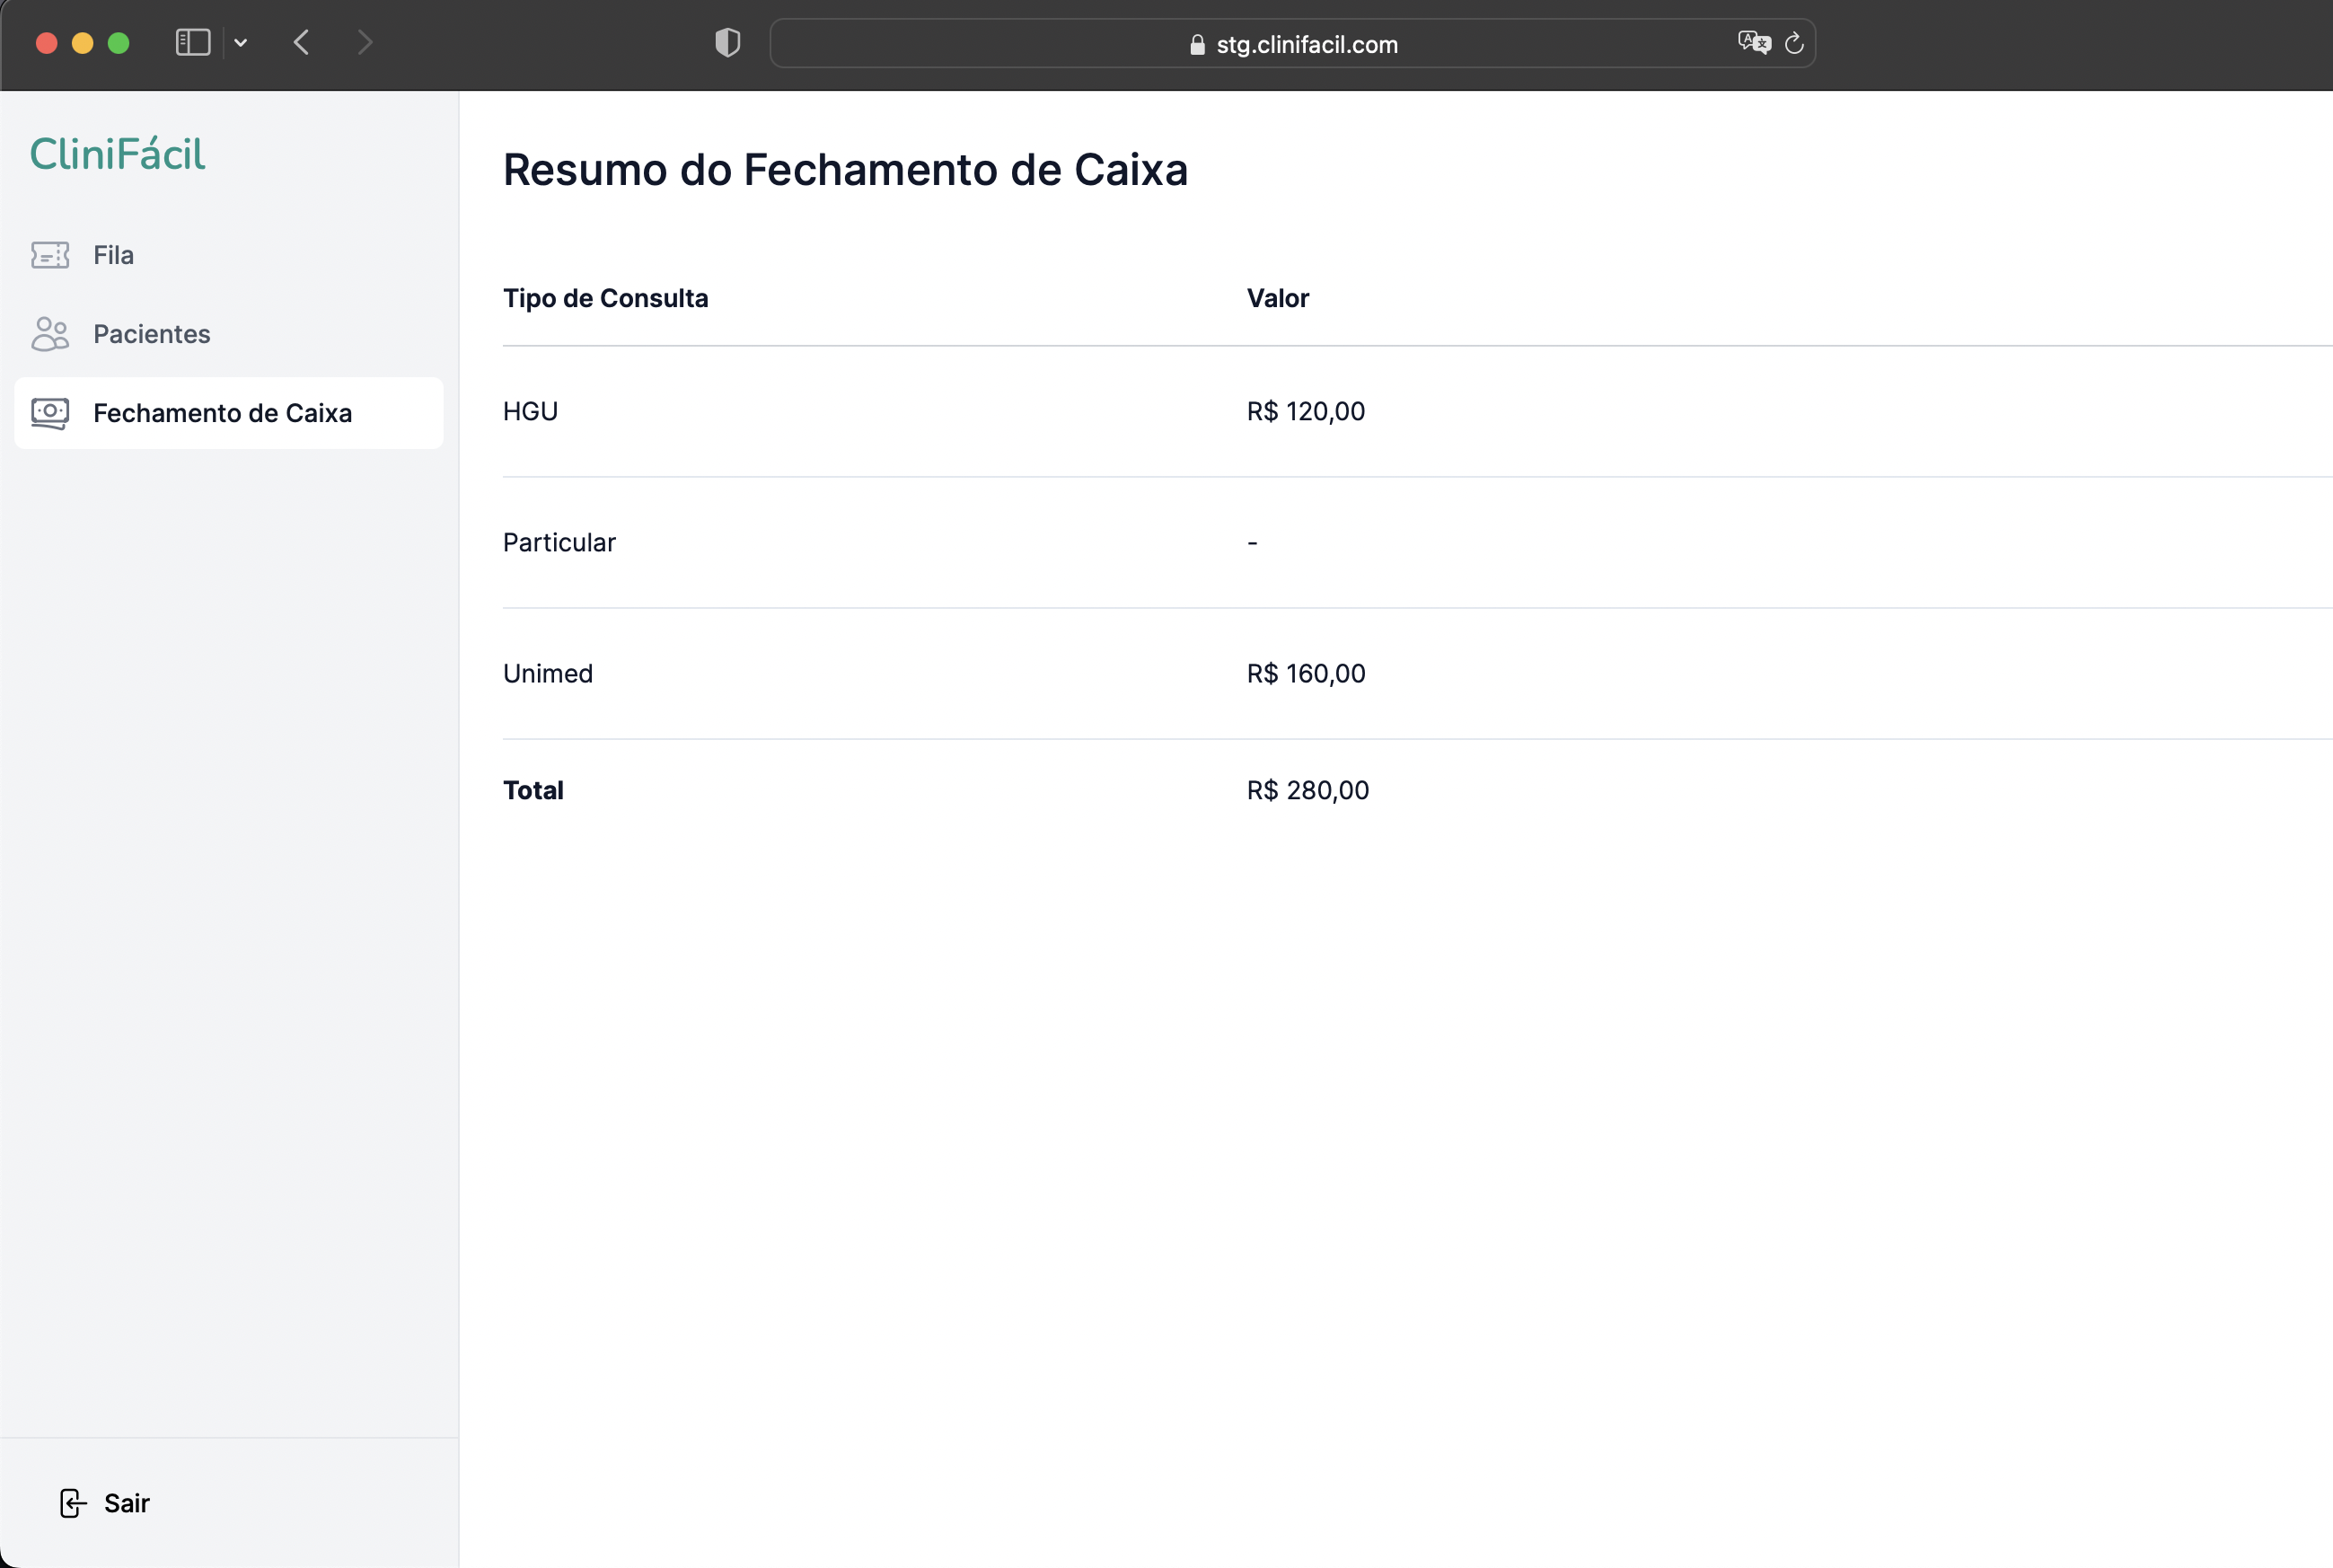 stg.clinifacil.com
CliniFácil
Fila
Pacientes
Fechamento de Caixa
Sair
Resumo do Fechamento de Caixa
Tipo de Consulta Valor
HGU R$ 120,00
Particular -
Unimed R$ 160,00
Total R$ 280,00